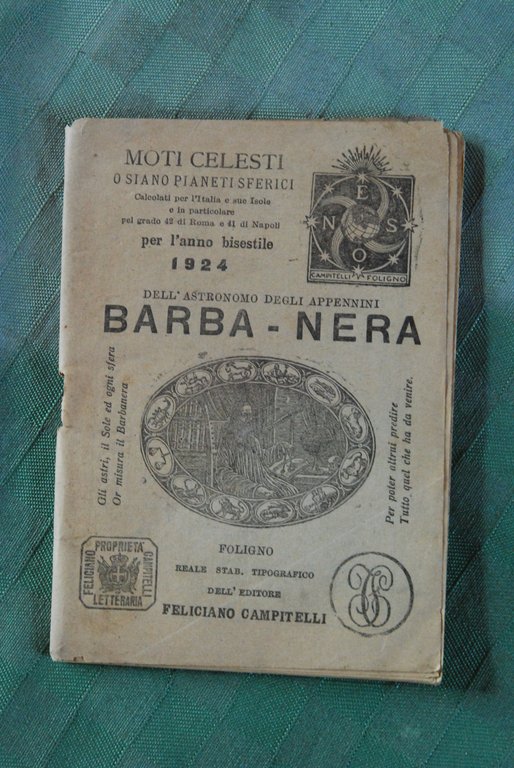 MOTI CELESTI
O SIANO PIANETI SFERICI
Calcolati per l'Italia e sue Isole
e in particolare
pel grado 42 di Roma e 41 di Napoli
per l'anno bisestile
1924
E
N S
O
CAMPITELLI FOLIGNO
DELL'ASTRONOMO DEGLI APPENNINI
BARBA - NERA
Gli astri, il Sole ed ogni sfera
Or misura il Barbanera
Per poter altrui predire
Tutto quel che ha da venire.
FOLIGNO
REALE STAB. TIPOGRAFICO
DELL'EDITORE
FELICIANO CAMPITELLI
FELICIANO
PROPRIETÀ
CAMPITELLI
LETTERARIA